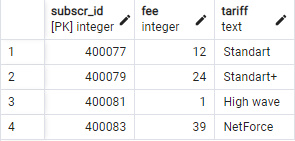 subscr_id fee tariff
[PK] integer integer text
1 400077 12 Standart
2 400079 24 Standart+
3 400081 1 High wave
4 400083 39 NetForce